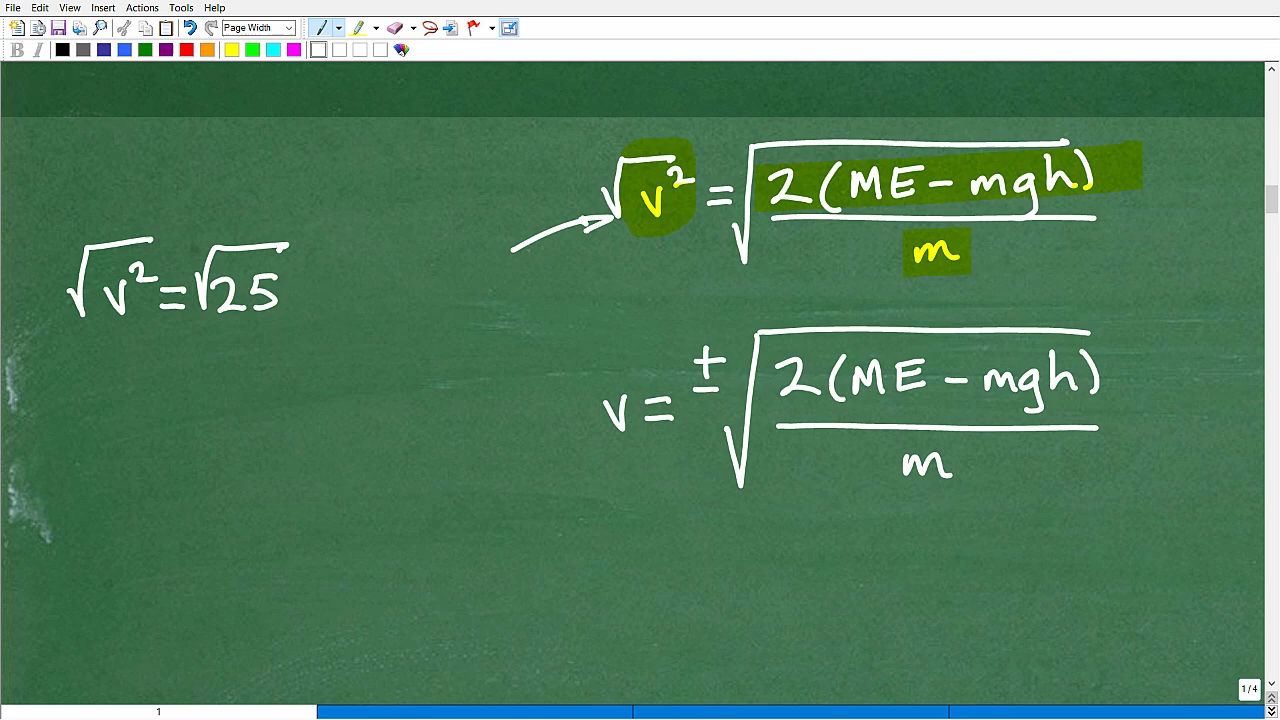 File Edit View Insert Actions Tools Help
Page Width
B I
√v² = √(2(ME - mgh)/m)
√v² = √25
v = ±√(2(ME - mgh)/m)
1/4
1